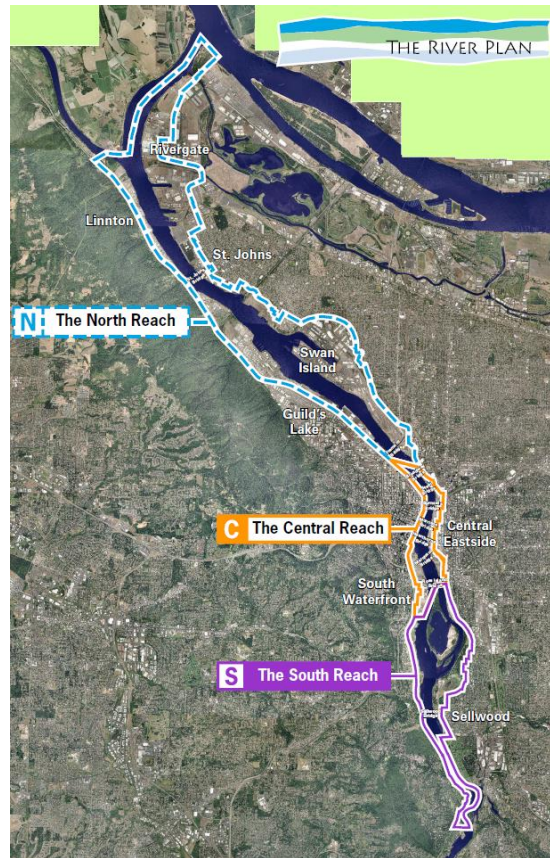 THE RIVER PLAN
Rivergate
Linnton
St. Johns
N The North Reach
Swan
Island
Guild's
Lake
C The Central Reach
Central
Eastside
South
Waterfront
S The South Reach
Sellwood